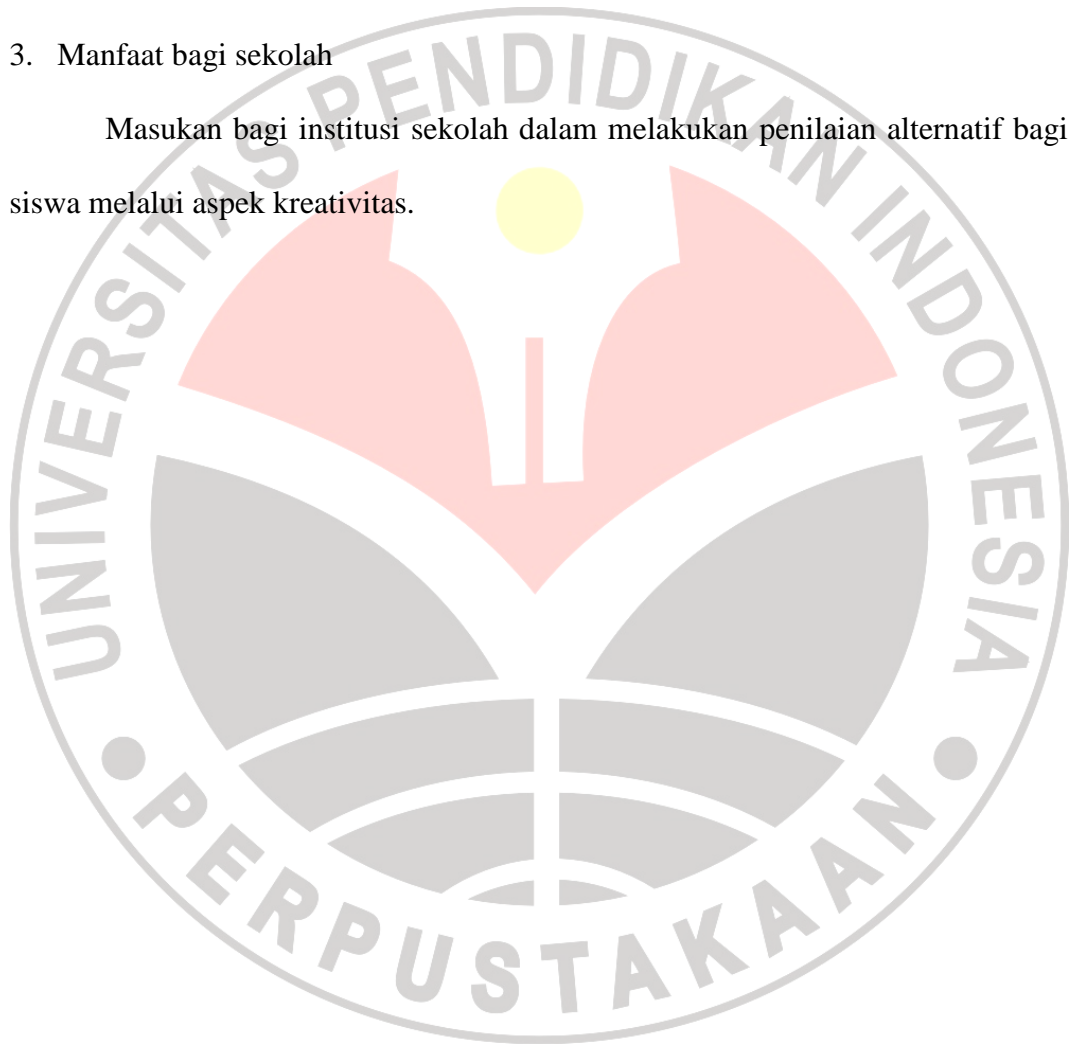 3. Manfaat bagi sekolah
Masukan bagi institusi sekolah dalam melakukan penilaian alternatif bagi
siswa melalui aspek kreativitas.
UNIVERSITAS PENDIDIKAN INDONESIA
PERPUSTAKAAN